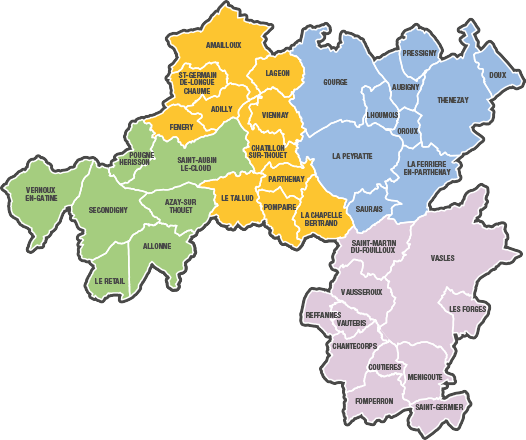 AMAILLOUX
PRESSIGNY
ST-GERMAIN
DE-LONGUE
CHAUME
LAGEON
GOURGE
AUBIGNY
DOUX
THENEZAY
ADILLY
VIENNAY
LHOUMOIS
FENERY
OROUX
CHATILLON
SUR-THOUET
POUGNE
HERISSON
SAINT-AUBIN
LE-CLOUD
LA PEYRATTE
LA FERRIERE
EN-PARTHENAY
PARTHENAY
VERNOUX
EN-GATINE
SECONDIGNY
AZAY-SUR
THOUET
LE TALLUD
POMPAIRE
LA CHAPELLE
BERTRAND
SAURAIS
ALLONNE
SAINT-MARTIN
DU-FOUILLOUX
VASLES
LE RETAIL
VAUSSEROUX
REFFANNES
VAUTEBIS
LES FORGES
CHANTECORPS
COUTIERES
MENIGOUTE
FOMPERRON
SAINT-GERMIER